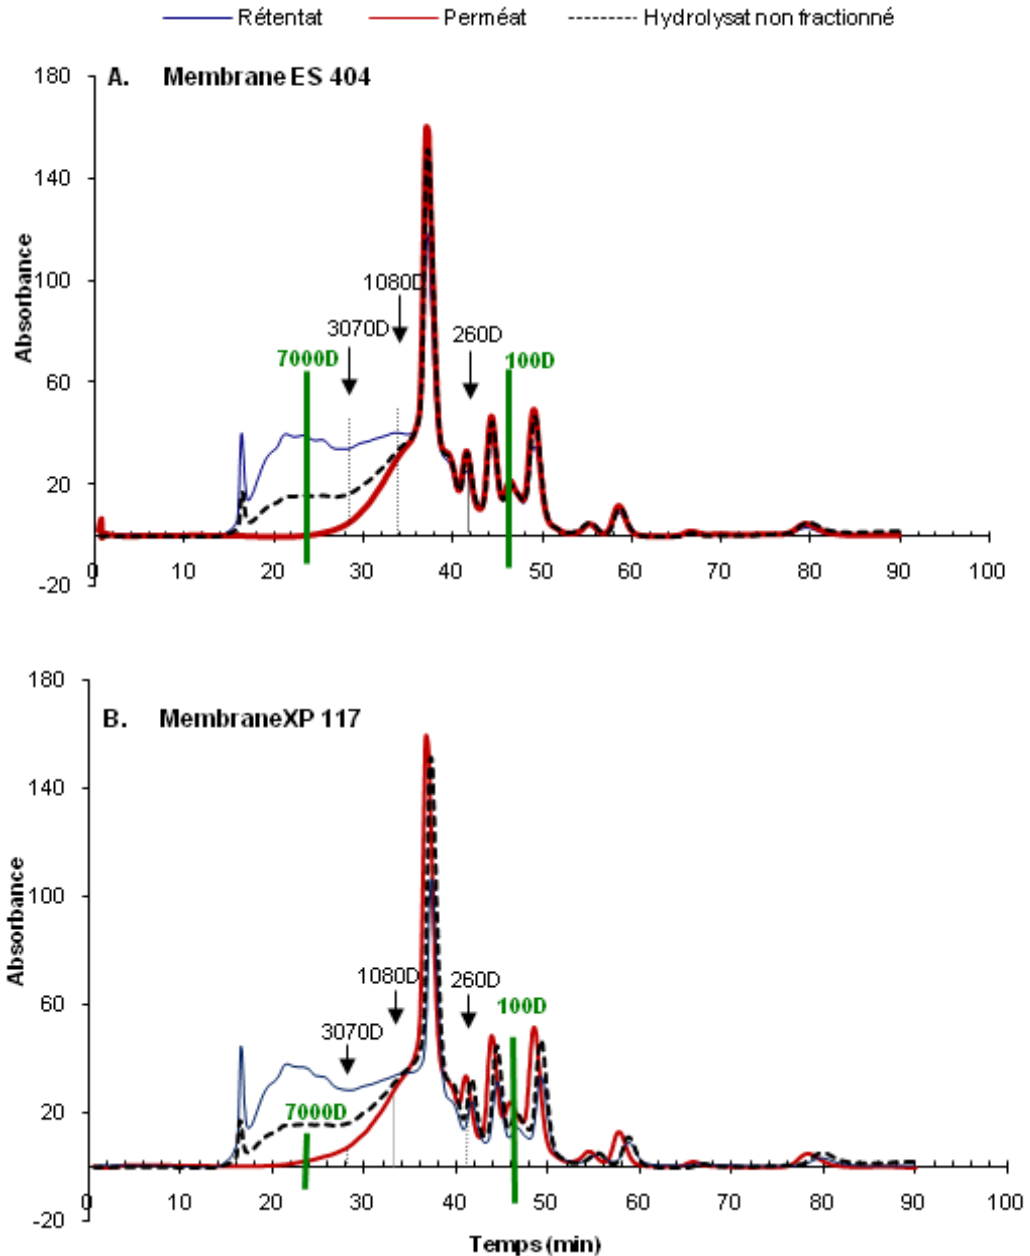 Rétentat Perméat Hydrolysat non fractionné
A. Membrane ES 404
180
140
100
60
20
-20
Absorbance
7000D
3070D
1080D
260D
100D
0 10 20 30 40 50 60 70 80 90 100
B. MembraneXP 117
180
140
100
60
20
-20
Absorbance
7000D
3070D
1080D
260D
100D
0 10 20 30 40 50 60 70 80 90 100
Temps (min)